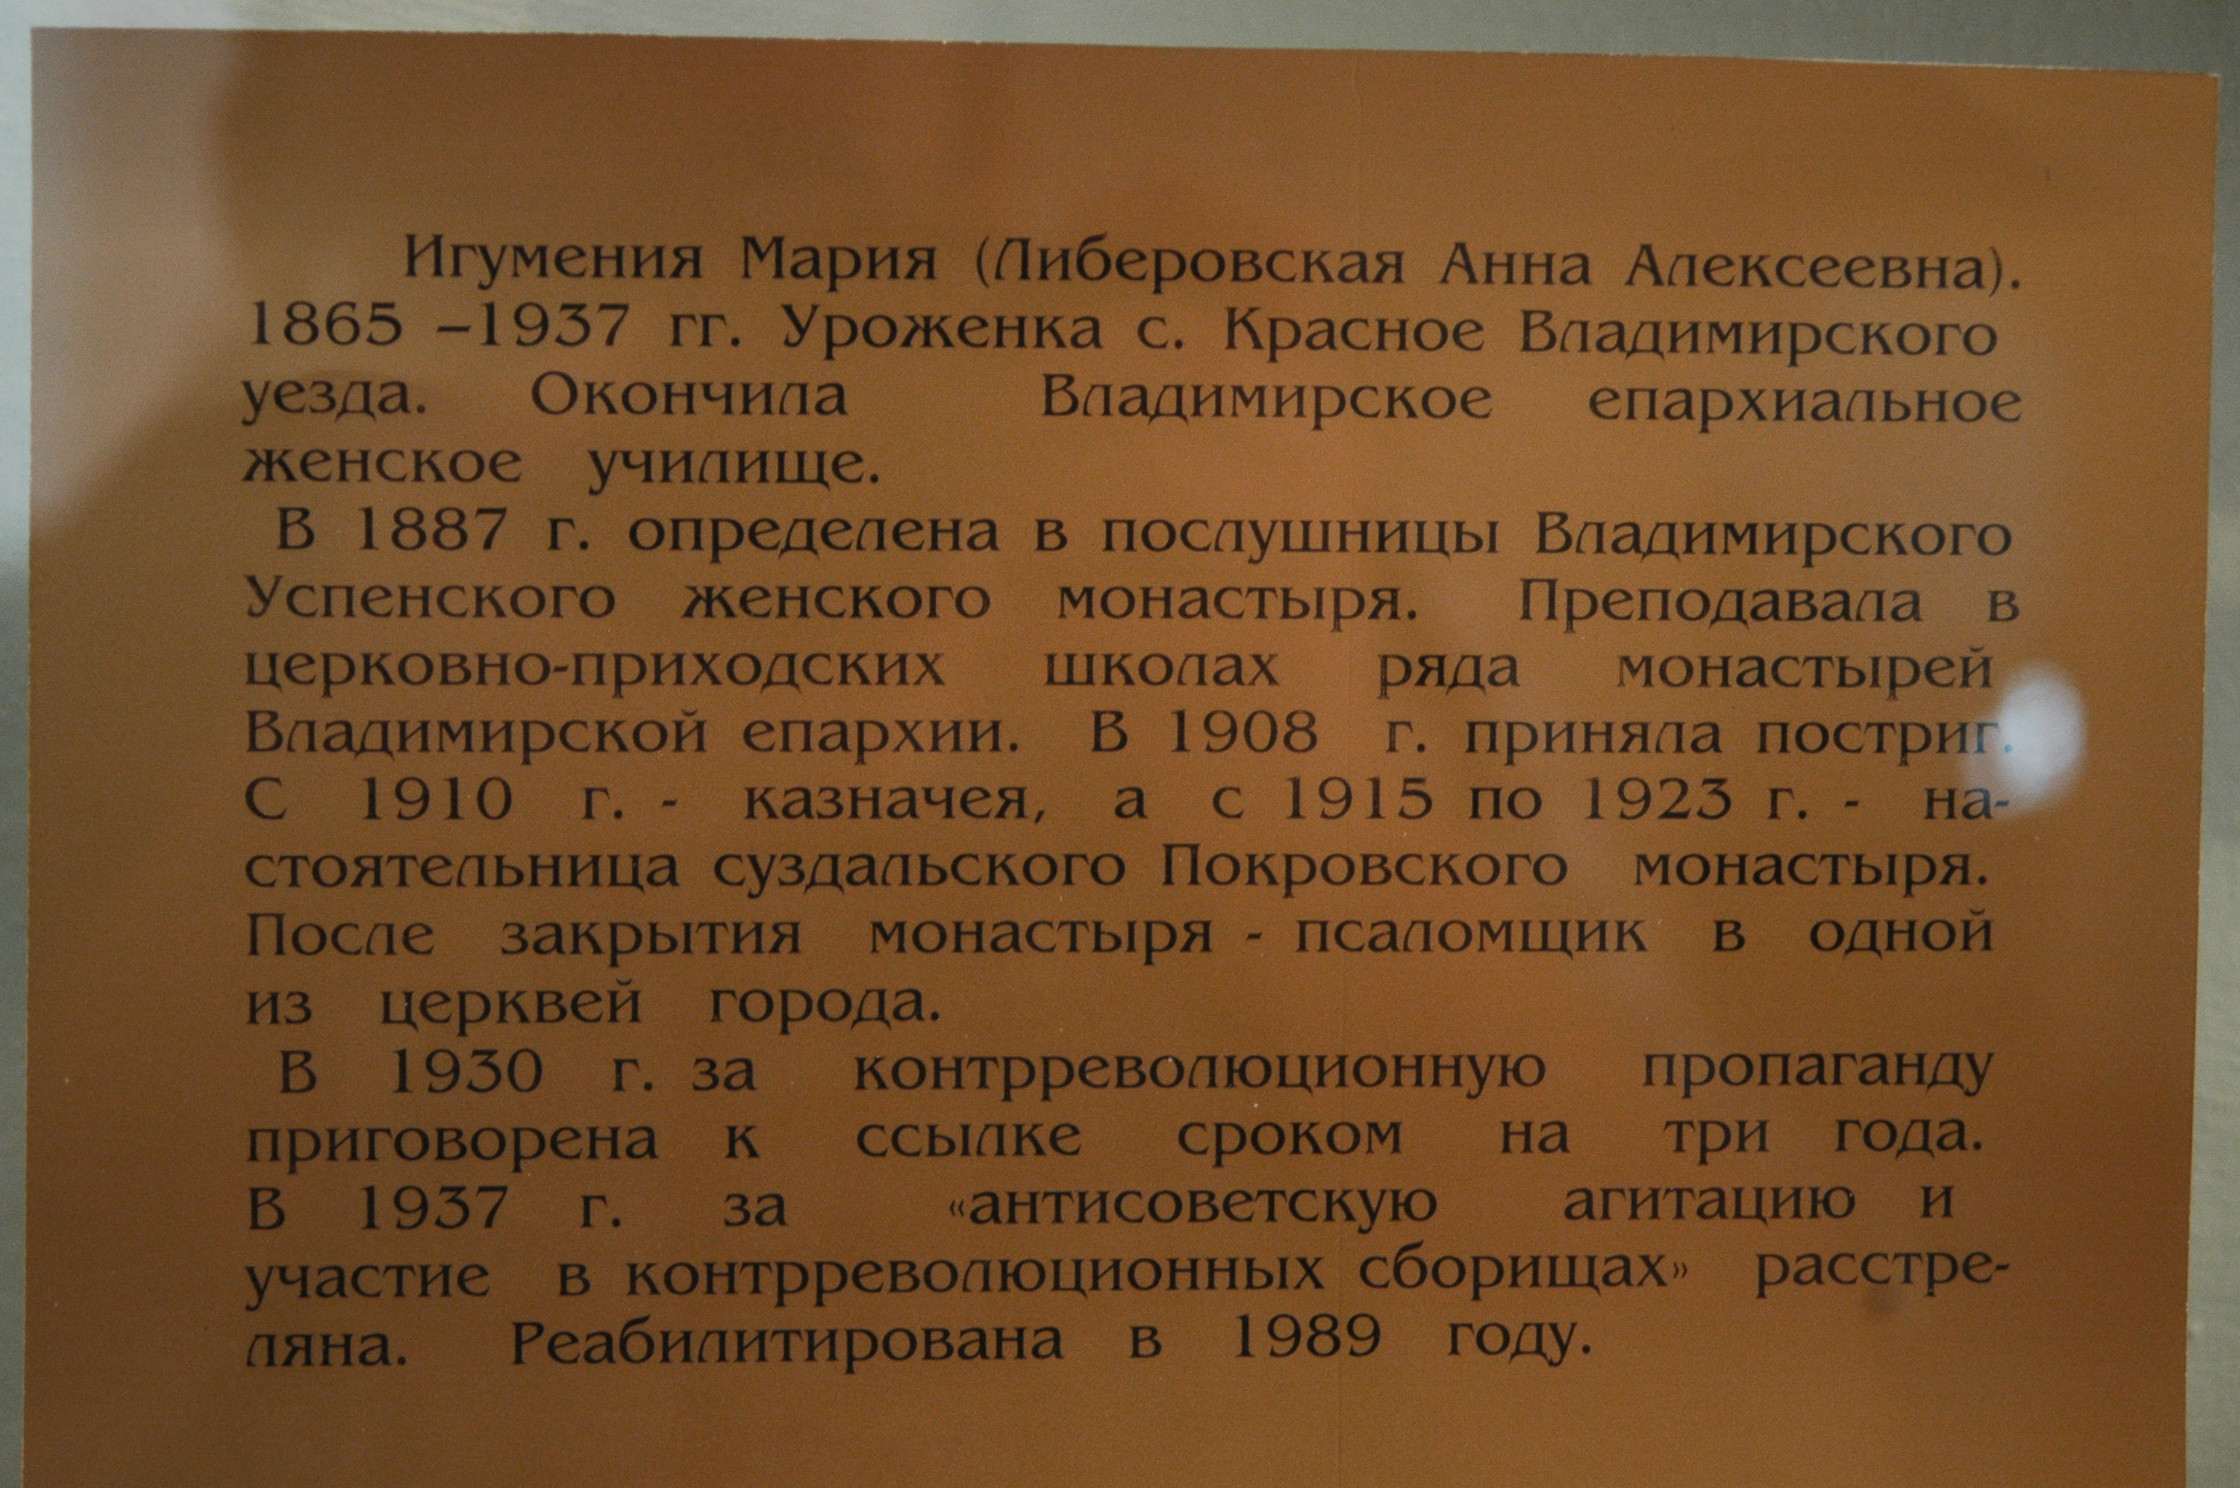 Игумения Мария (Либеровская Анна Алексеевна).
1865 –1937 гг. Уроженка с. Красное Владимирского
уезда. Окончила Владимирское епархиальное
женское училище.
В 1887 г. определена в послушницы Владимирского
Успенского женского монастыря. Преподавала в
церковно-приходских школах ряда монастырей
Владимирской епархии. В 1908 г. приняла постриг.
С 1910 г. - казначея, а с 1915 по 1923 г. - на-
стоятельница суздальского Покровского монастыря.
После закрытия монастыря - псаломщик в одной
из церквей города.
В 1930 г. за контрреволюционную пропаганду
приговорена к ссылке сроком на три года.
В 1937 г. за «антисоветскую агитацию и
участие в контрреволюционных сборищах» расстре-
ляна. Реабилитирована в 1989 году.